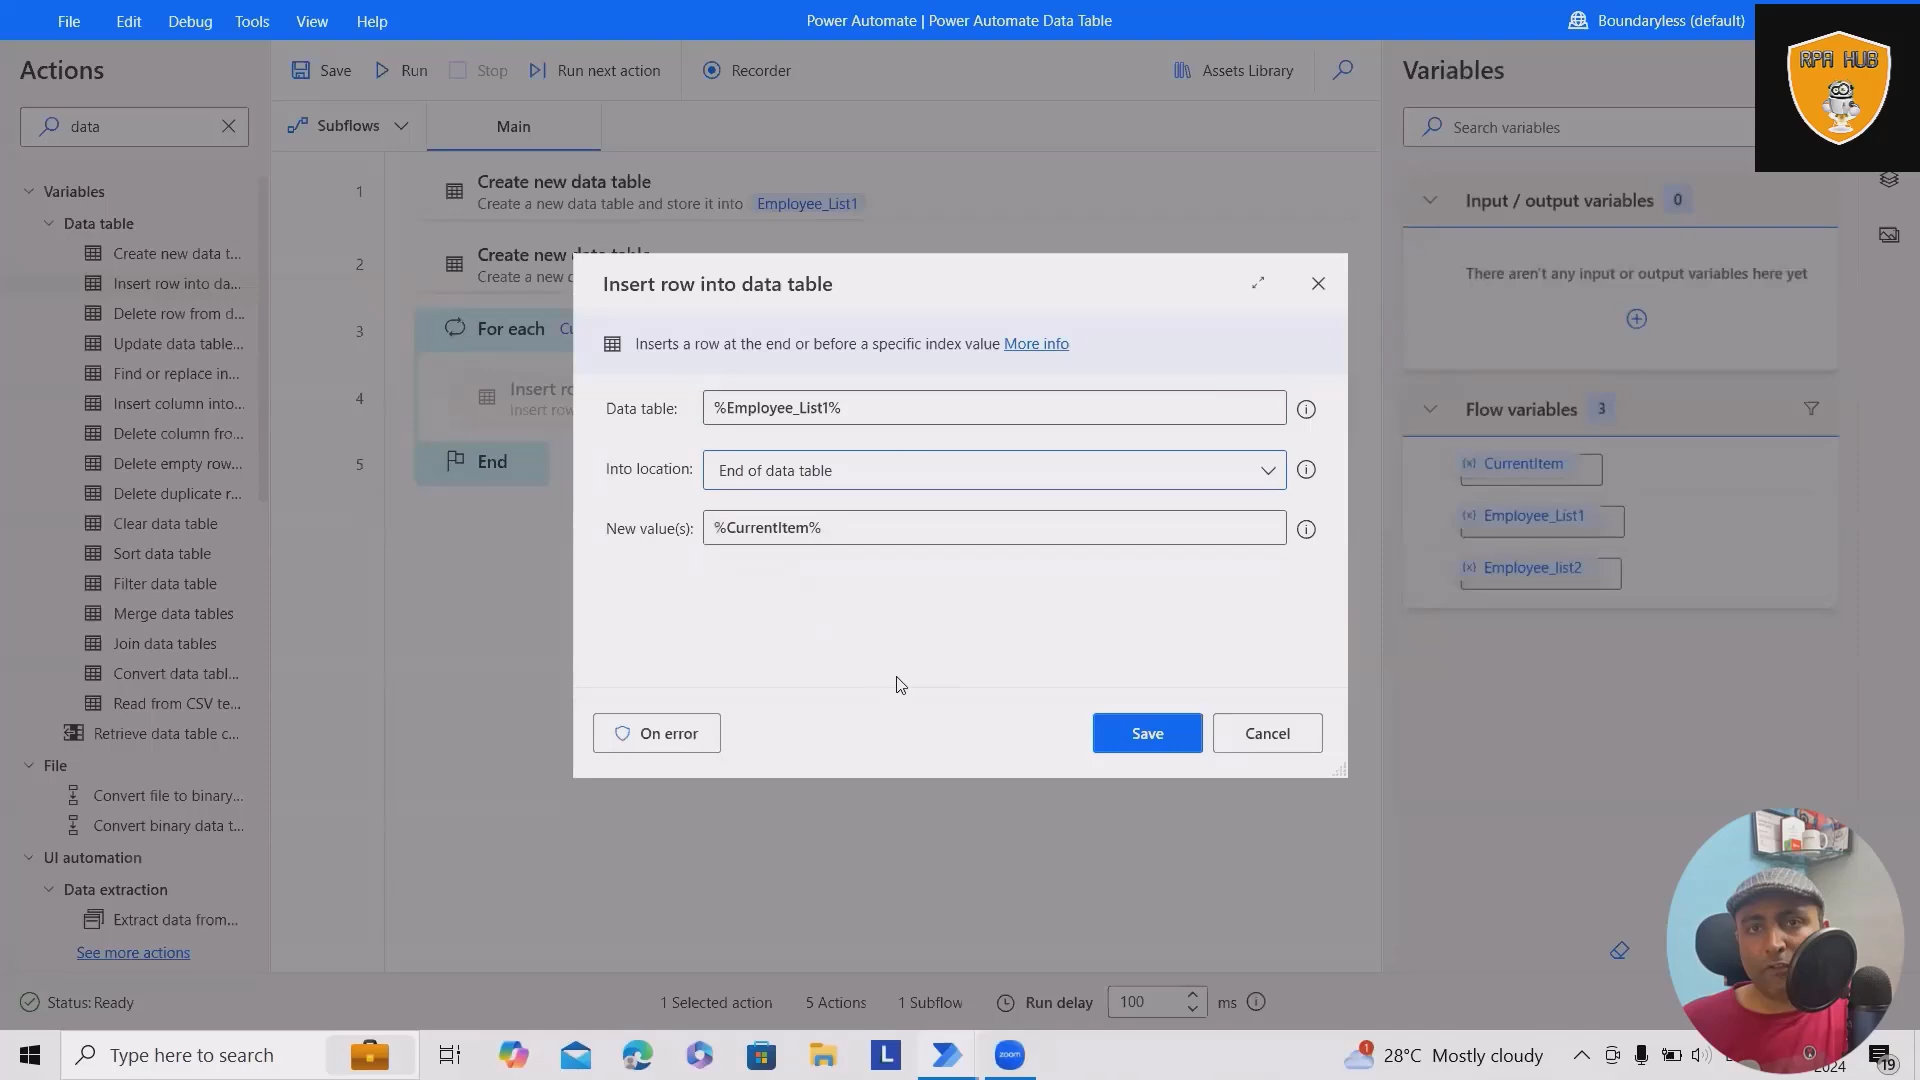 File Edit Debug Tools View Help
Power Automate | Power Automate Data Table
Boundaryless (default)
RPA HUB
Actions
data
Variables
Data table
Create new data t...
Insert row into da...
Delete row from d...
Update data table...
Find or replace in...
Insert column into...
Delete column fro...
Delete empty row...
Delete duplicate r...
Clear data table
Sort data table
Filter data table
Merge data tables
Join data tables
Convert data tabl...
Read from CSV te...
Retrieve data table c...
File
Convert file to binary...
Convert binary data t...
UI automation
Data extraction
Extract data from...
See more actions
Save Run Stop Run next action Recorder Assets Library
Subflows Main
1 Create new data table
Create a new data table and store it into Employee_List1
2 Create new data table
Create a new
3 For each
4 Insert
Insert row
5 End
Insert row into data table
Inserts a row at the end or before a specific index value More info
Data table: %Employee_List1%
Into location: End of data table
New value(s): %CurrentItem%
On error Save Cancel
Variables
Search variables
Input / output variables 0
There aren't any input or output variables here yet
Flow variables 3
(x) CurrentItem
(x) Employee_List1
(x) Employee_list2
Status: Ready 1 Selected action 5 Actions 1 Subflow Run delay 100 ms
Type here to search
L
zoom
1
28°C Mostly cloudy
2024
19